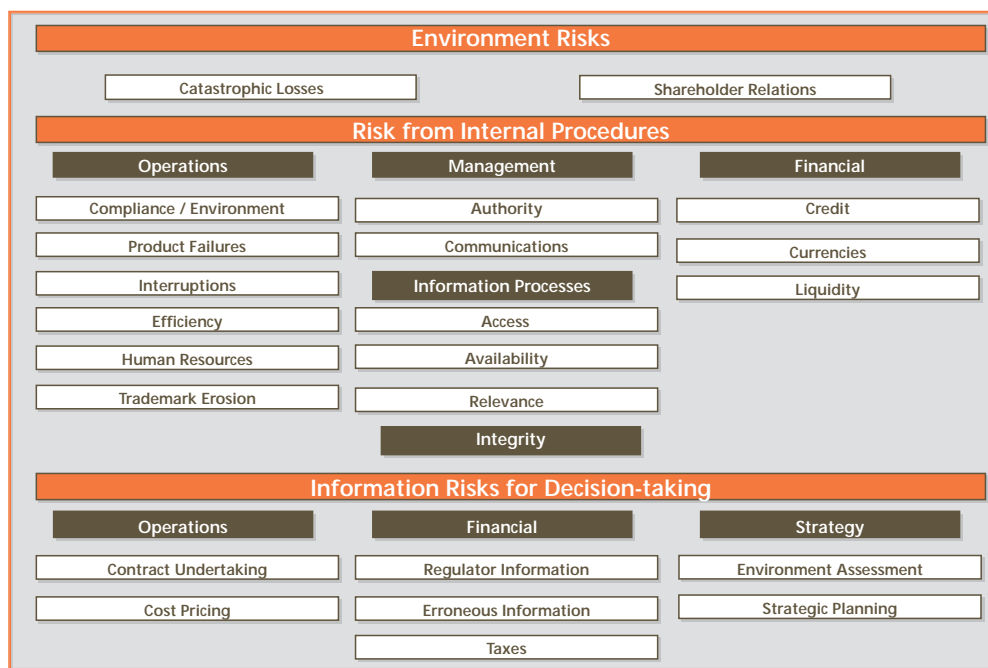 Environment Risks
Catastrophic Losses
Shareholder Relations
Risk from Internal Procedures
Operations
Compliance / Environment
Product Failures
Interruptions
Efficiency
Human Resources
Trademark Erosion
Management
Authority
Communications
Information Processes
Access
Availability
Relevance
Integrity
Financial
Credit
Currencies
Liquidity
Information Risks for Decision-taking
Operations
Contract Undertaking
Cost Pricing
Financial
Regulator Information
Erroneous Information
Taxes
Strategy
Environment Assessment
Strategic Planning